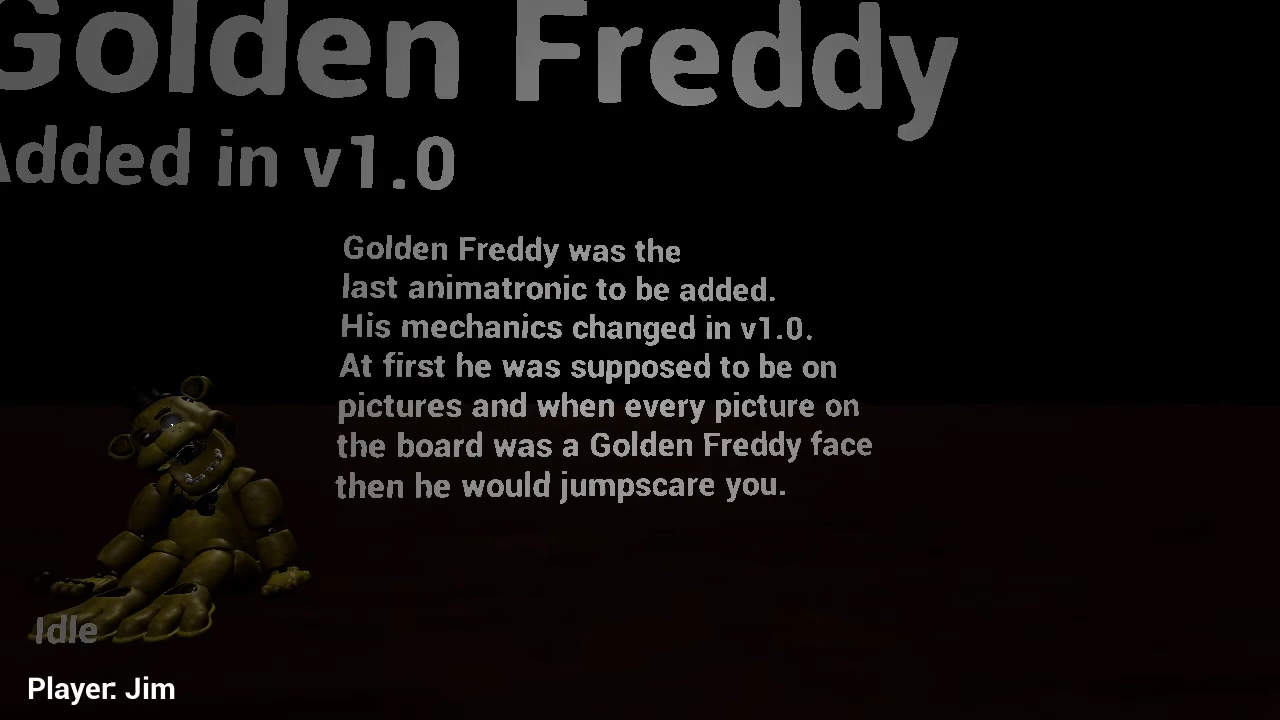 Golden Freddy
Added in v1.0
Golden Freddy was the
last animatronic to be added.
His mechanics changed in v1.0.
At first he was supposed to be on
pictures and when every picture on
the board was a Golden Freddy face
then he would jumpscare you.
Idle
Player: Jim